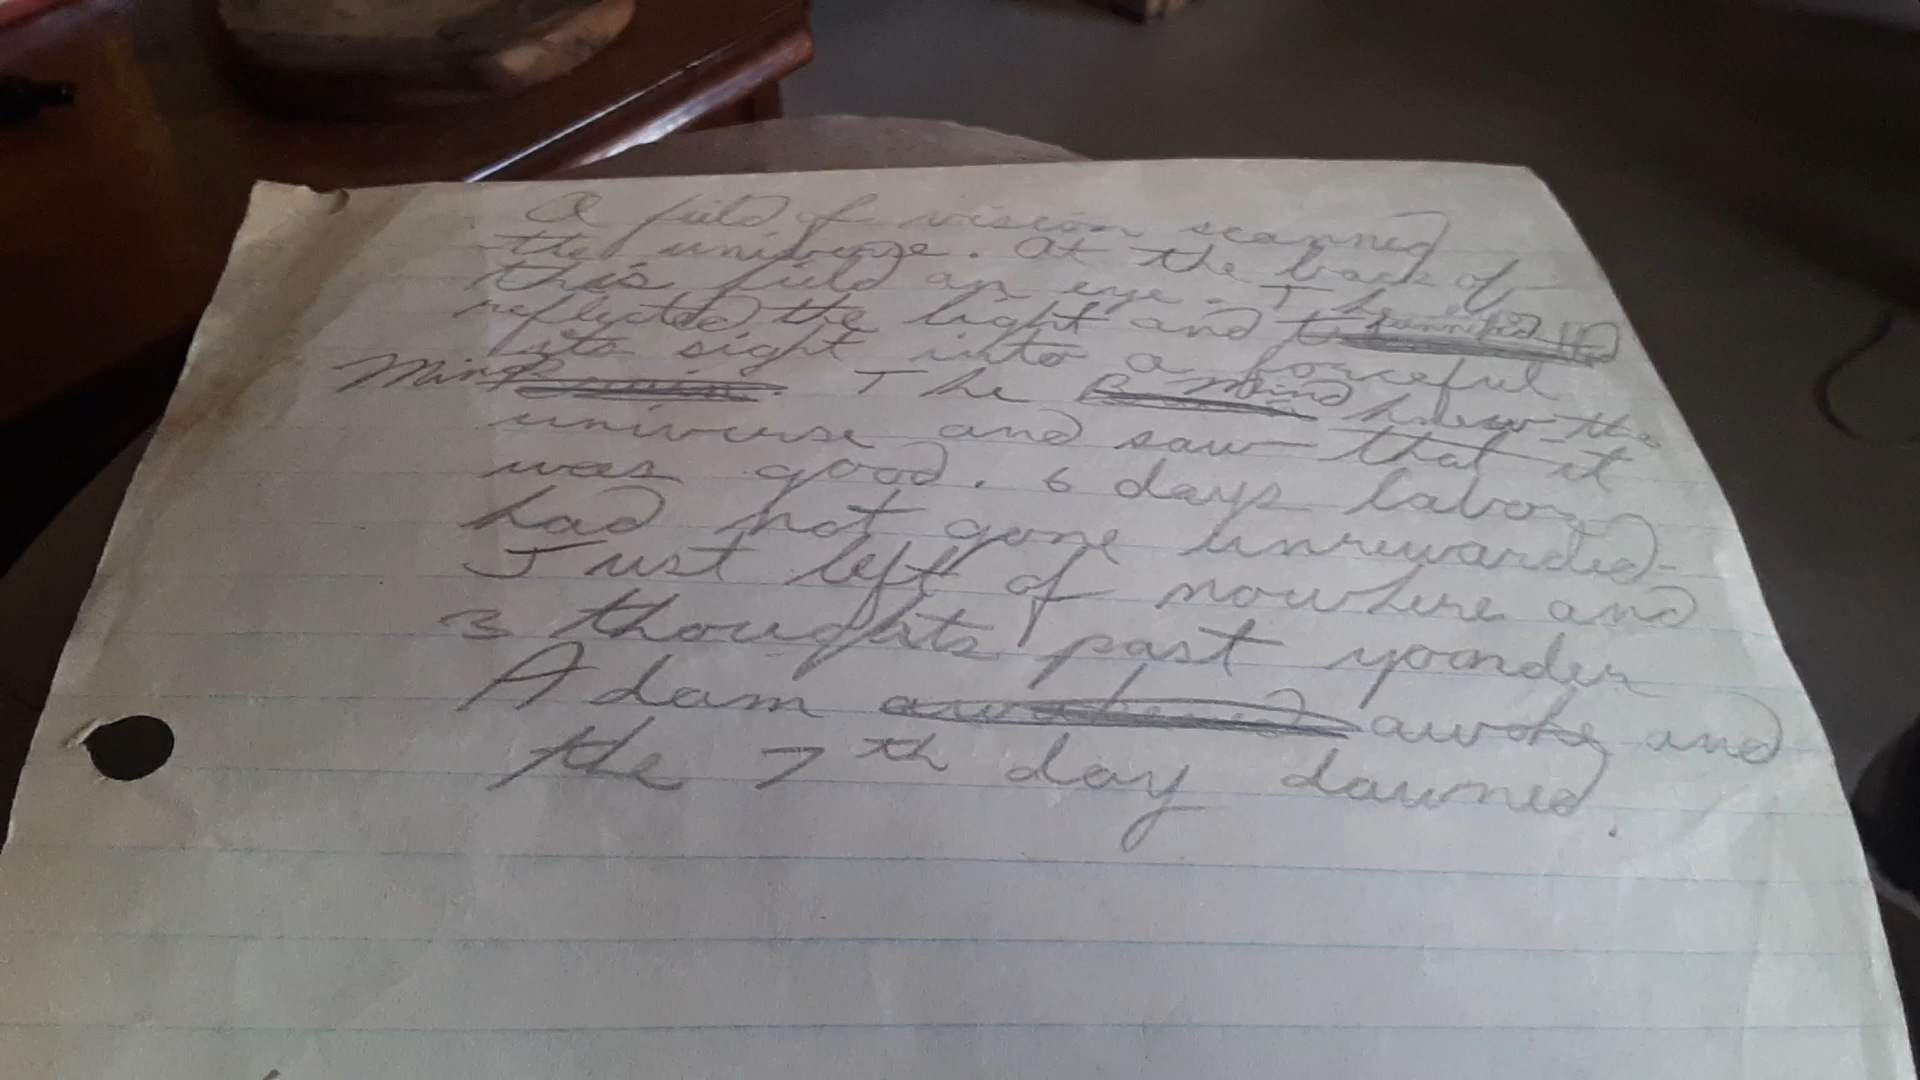 A field of vision scanned
the universe. At the back of
this field an eye. The eye
reflected the light and
its sight into a forceful
Mind. The Mind knew the
universe and saw that it
was good. 6 days labor
had not gone unrewarded.
Just left of nowhere and
3 thoughts past yonder
Adam awoke and
the 7th day dawned.